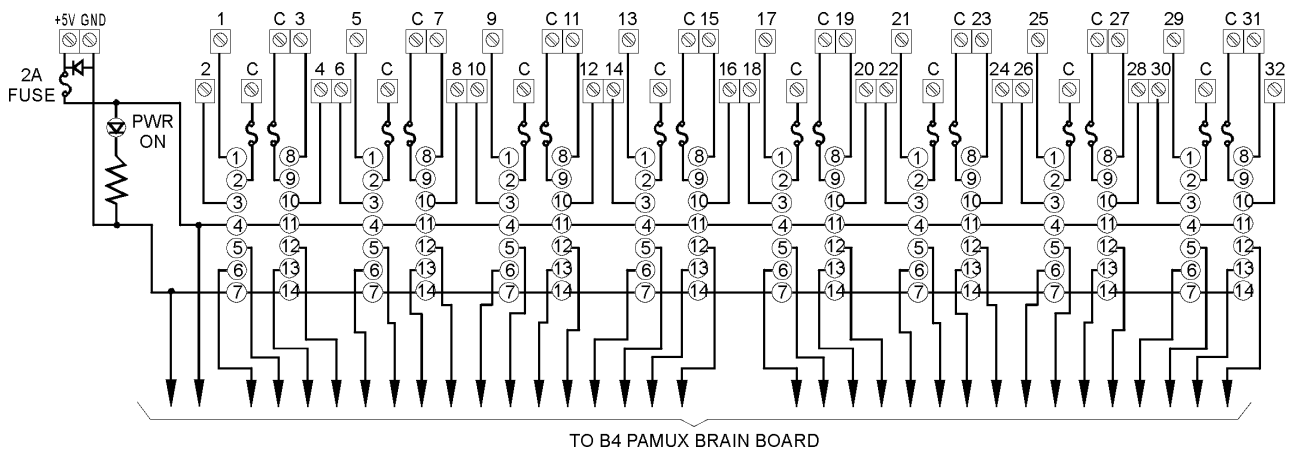 +5V GND 1 C 3 5 C 7 9 C 11 13 C 15 17 C 19 21 C 23 25 C 27 29 C 31
2 C 4 6 C 8 10 C 12 14 C 16 18 C 20 22 C 24 26 C 28 30 C 32
2A
FUSE
PWR
ON
1 8 1 8 1 8 1 8 1 8 1 8 1 8 1 8
2 9 2 9 2 9 2 9 2 9 2 9 2 9 2 9
3 10 3 10 3 10 3 10 3 10 3 10 3 10 3 10
4 11 4 11 4 11 4 11 4 11 4 11 4 11 4 11
5 12 5 12 5 12 5 12 5 12 5 12 5 12 5 12
6 13 6 13 6 13 6 13 6 13 6 13 6 13 6 13
7 14 7 14 7 14 7 14 7 14 7 14 7 14 7 14
TO B4 PAMUX BRAIN BOARD